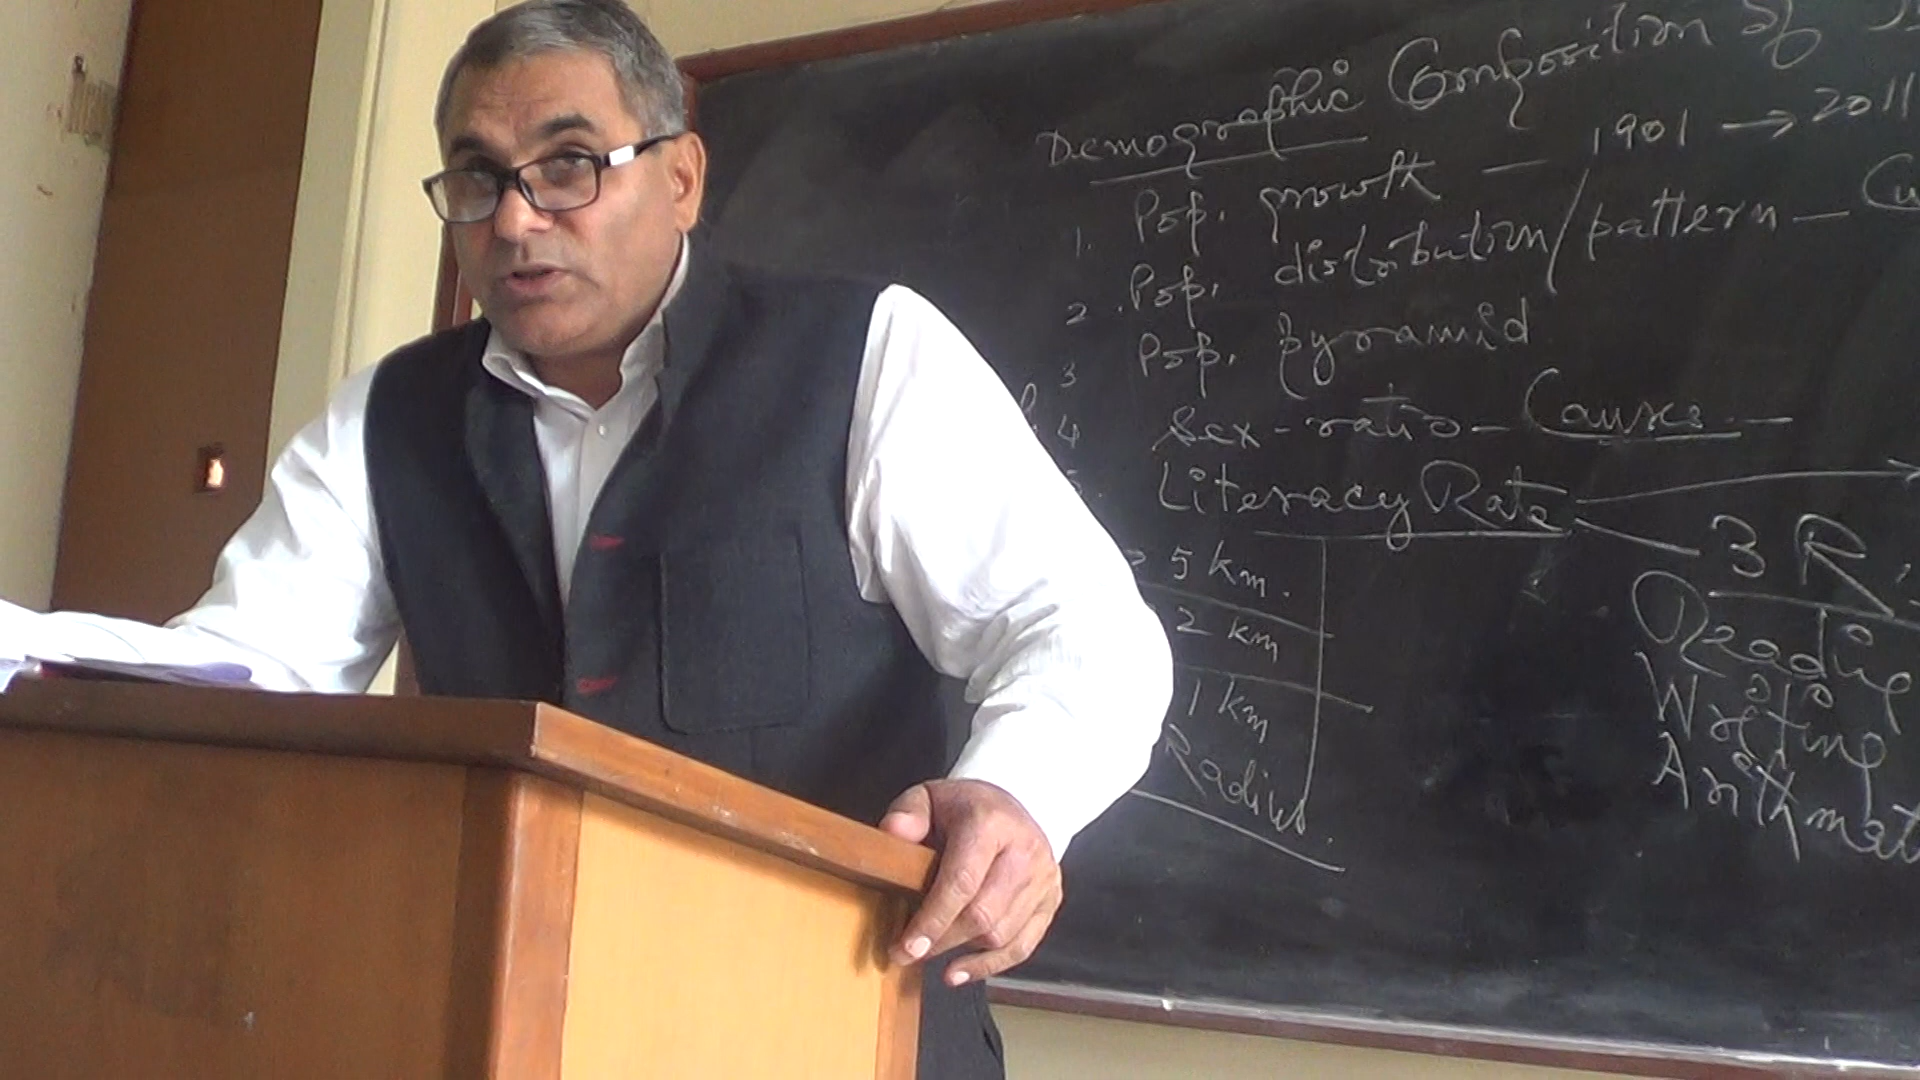 Demographic Composition of
1. Pop. growth — 1901 → 2011
2. Pop. distribution/pattern —
3 Pop. pyramid
4 Sex-ratio - Causes —
5. Literacy Rate
3 R's
Reading
Writing
Arithmat
5 km.
2 km
1 km
Radius.